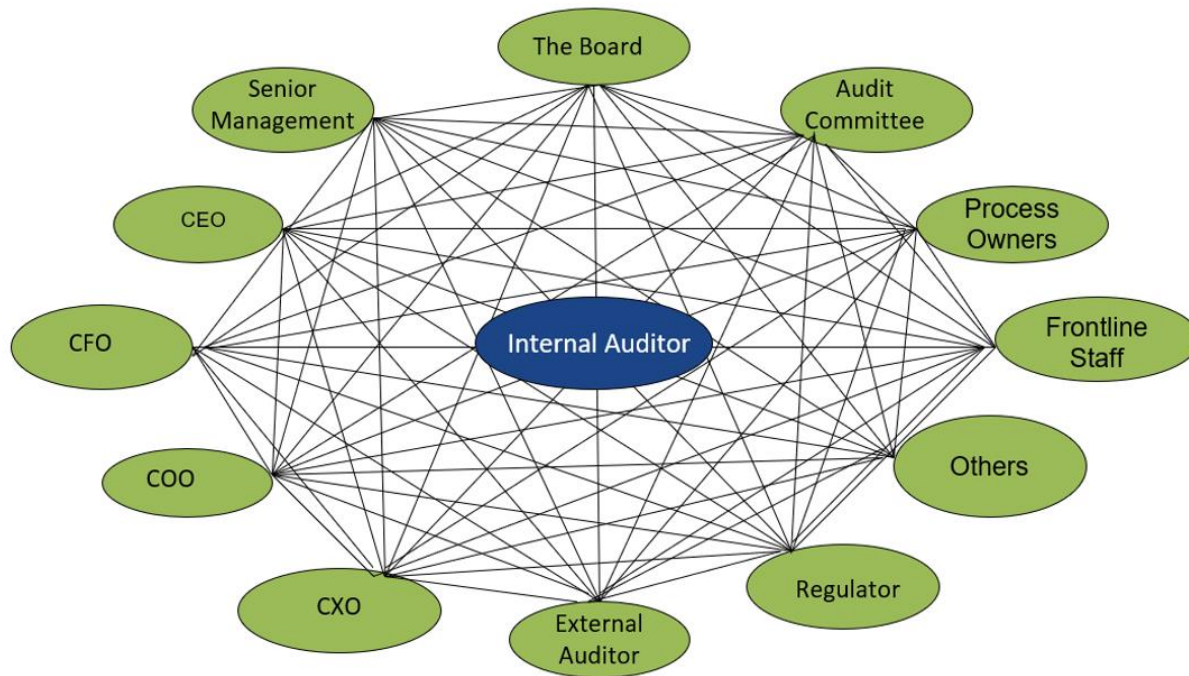 The Board
Senior
Management
Audit
Committee
CEO
Process
Owners
CFO
Internal Auditor
Frontline
Staff
COO
Others
CXO
External
Auditor
Regulator